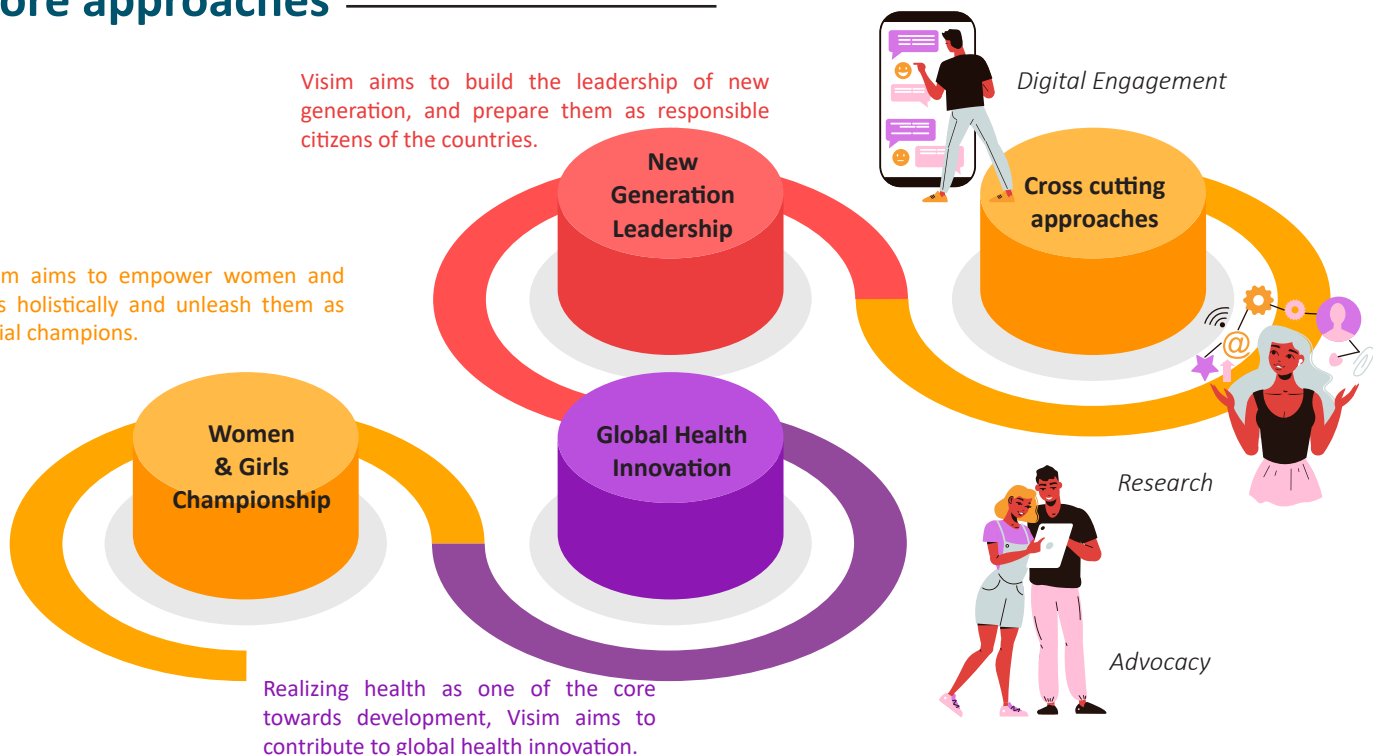 ore approaches
Visim aims to build the leadership of new
generation, and prepare them as responsible
citizens of the countries.
Digital Engagement
New
Generation
Leadership
Cross cutting
approaches
m aims to empower women and
s holistically and unleash them as
ial champions.
Women
& Girls
Championship
Global Health
Innovation
@
Research
Advocacy
Realizing health as one of the core
towards development, Visim aims to
contribute to global health innovation.